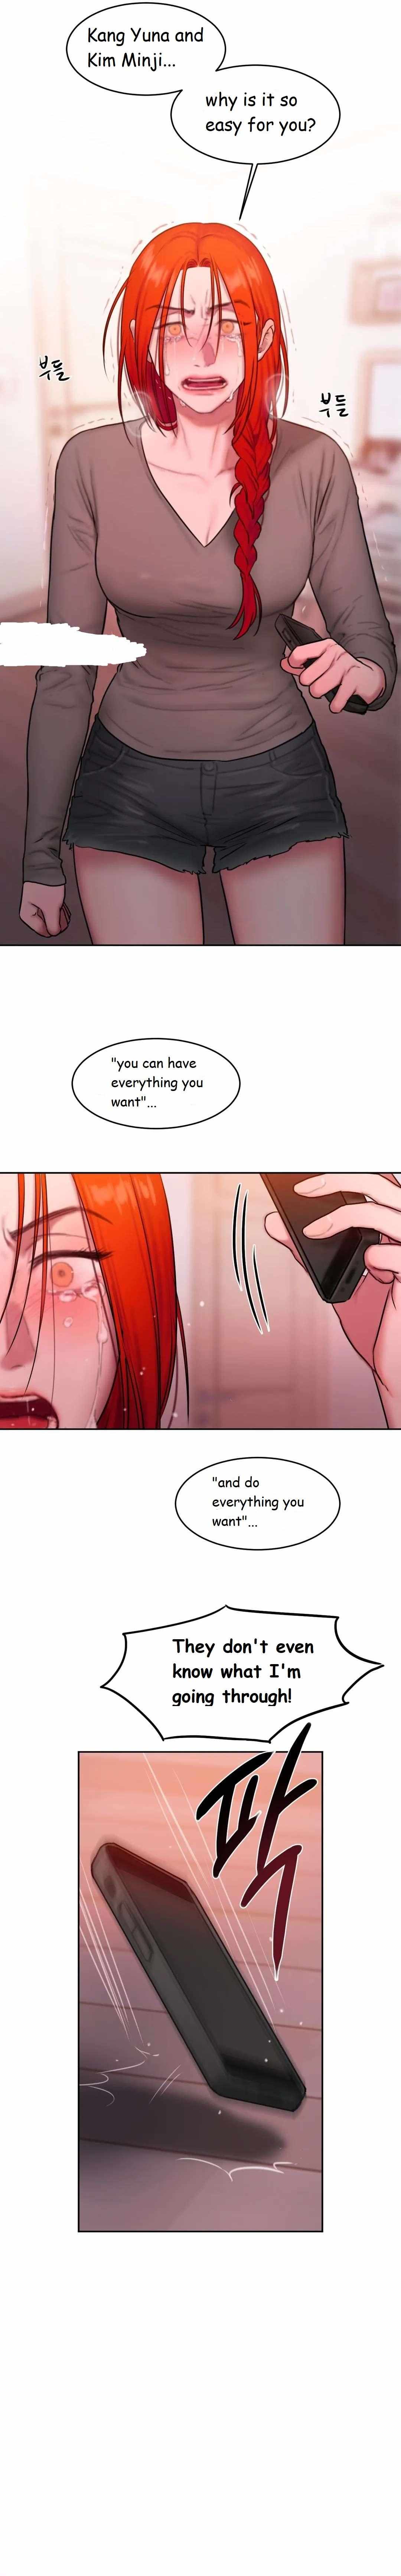 Kang Yuna and
Kim Minji...
why is it so
easy for you?
부들
부들
"you can have
everything you
want"...
"and do
everything you
want"...
They don't even
know what I'm
going through!
팍